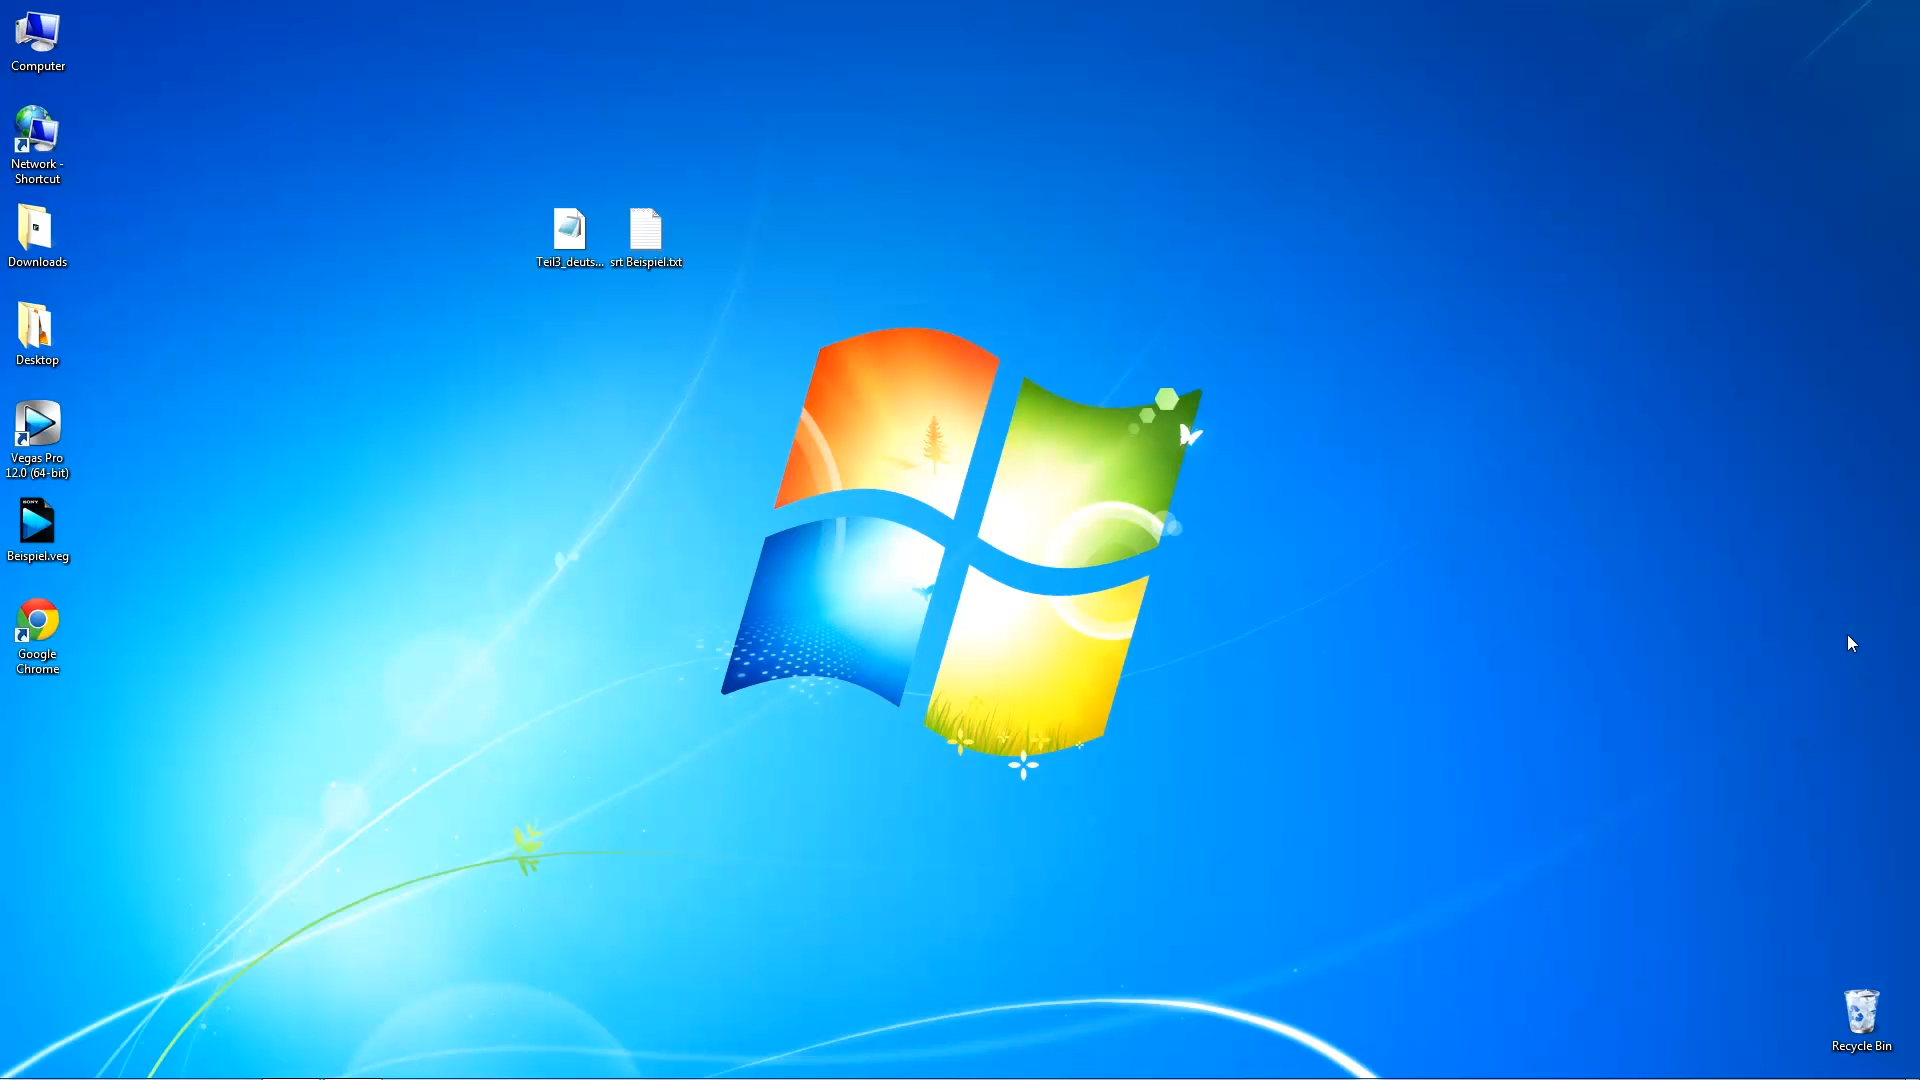 Computer
Network -
Shortcut
Downloads
Desktop
Vegas Pro
12.0 (64-bit)
SONY
Beispiel.veg
Google
Chrome
Teil3_deuts...
srt Beispiel.txt
Recycle Bin